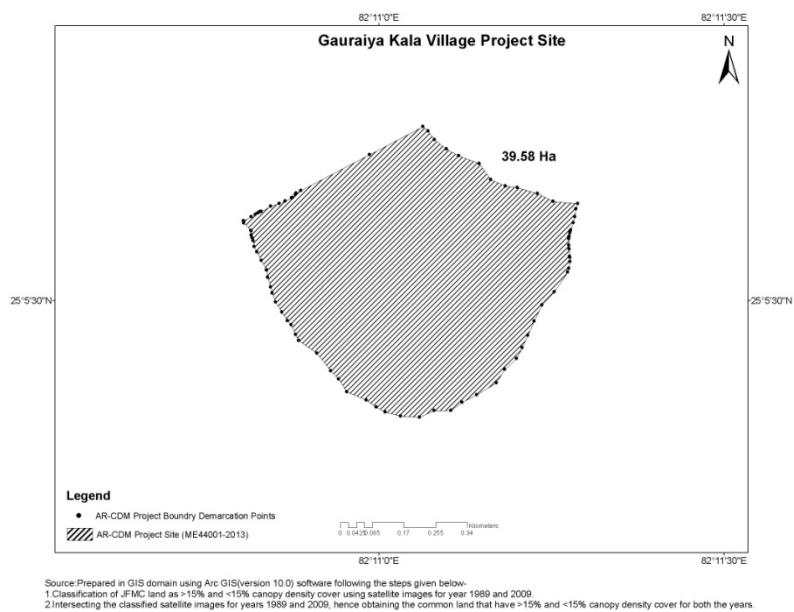 82°11'0"E 82°11'30"E
Gauraiya Kala Village Project Site
N
39.58 Ha
25°5'30"N 25°5'30"N
Legend
AR-CDM Project Boundry Demarcation Points
AR-CDM Project Site (ME44001-2013)
Kilometers
0 0.0425 0.085 0.17 0.255 0.34
82°11'0"E 82°11'30"E
Source:Prepared in GIS domain using Arc GIS(version 10.0) software following the steps given below-
1.Classification of JFMC land as >15% and <15% canopy density cover using satellite images for year 1989 and 2009.
2.Intersecting the classified satellite images for years 1989 and 2009, hence obtaining the common land that have >15% and <15% canopy density cover for both the years.